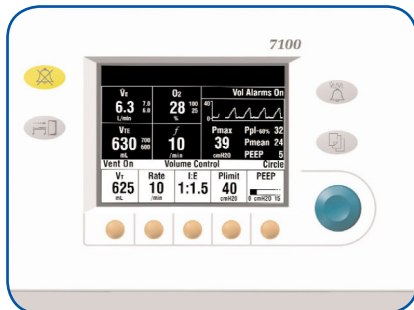 7100
V̇E O2 Vol Alarms On
6.3 7.0 6.0 28 100 25 40
L/min % 0
VTE f Pmax Ppl-50% 32
630 700 500 10 39 Pmean 24
mL /min cmH2O PEEP 5
Vent On Volume Control Circle
VT Rate I:E Plimit PEEP
625 10 1:1.5 40
mL /min cmH2O 0 cmH2O 15